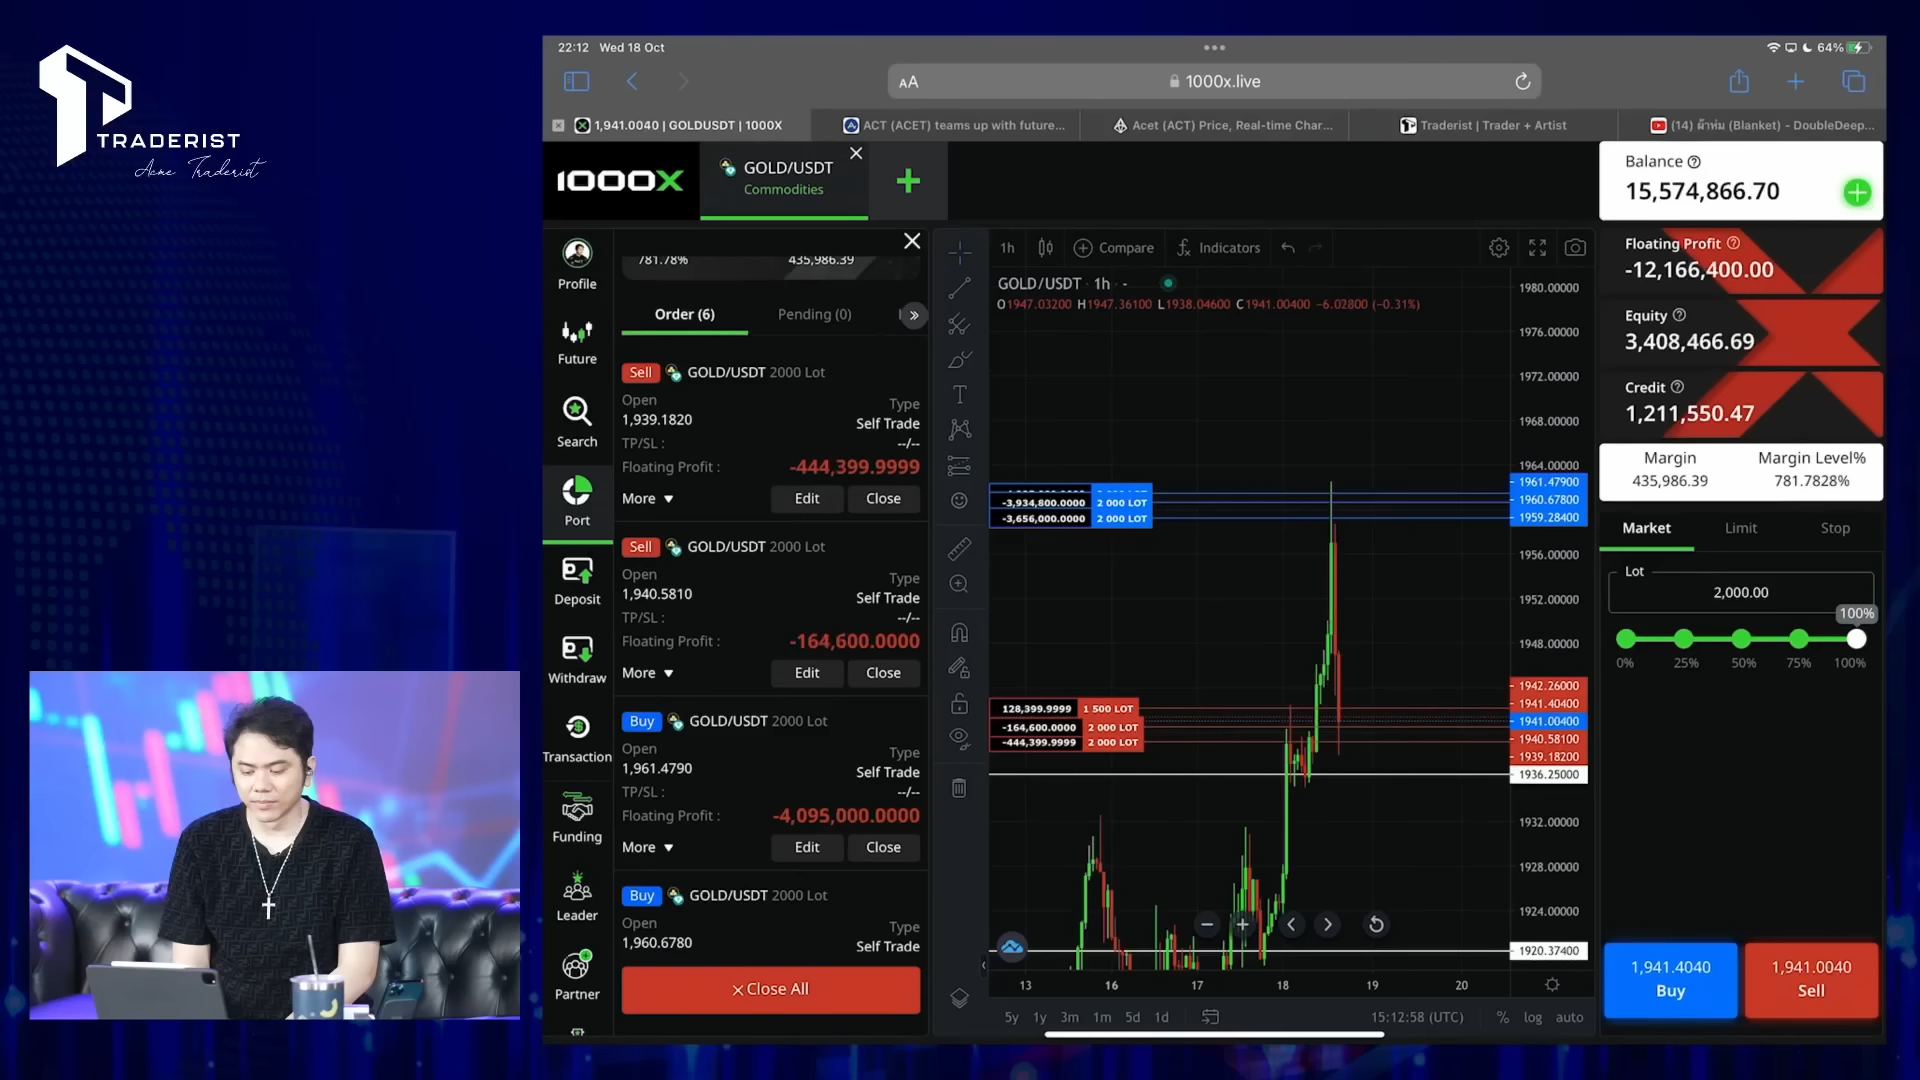 TRADERIST
Acme Traderist
22:12 Wed 18 Oct
64%
AA
1000x.live
1,941.0040 | GOLDUSDT | 1000X
ACT (ACET) teams up with future...
Acet (ACT) Price, Real-time Char...
Traderist | Trader + Artist
(14) ผ้าห่ม (Blanket) - DoubleDeep...
1000X
GOLD/USDT
Commodities
Balance
15,574,866.70
Floating Profit
-12,166,400.00
Equity
3,408,466.69
Credit
1,211,550.47
Margin
Margin Level%
435,986.39
781.7828%
Profile
Future
Search
Port
Deposit
Withdraw
Transaction
Funding
Leader
Partner
781.78%
435,986.39
Order (6)
Pending (0)
Sell GOLD/USDT 2000 Lot
Open
Type
1,939.1820
Self Trade
TP/SL :
--/--
Floating Profit :
-444,399.9999
More
Edit
Close
Sell GOLD/USDT 2000 Lot
Open
Type
1,940.5810
Self Trade
TP/SL :
--/--
Floating Profit :
-164,600.0000
More
Edit
Close
Buy GOLD/USDT 2000 Lot
Open
Type
1,961.4790
Self Trade
TP/SL :
--/--
Floating Profit :
-4,095,000.0000
More
Edit
Close
Buy GOLD/USDT 2000 Lot
Open
Type
1,960.6780
Self Trade
Close All
1h
Compare
Indicators
GOLD/USDT · 1h · -
O1947.03200 H1947.36100 L1938.04600 C1941.00400 -6.02800 (-0.31%)
-3,934,800.0000 2 000 LOT
-3,656,000.0000 2 000 LOT
128,399.9999 1 500 LOT
-164,600.0000 2 000 LOT
-444,399.9999 2 000 LOT
1980.00000
1976.00000
1972.00000
1968.00000
1964.00000
1961.47900
1960.67800
1959.28400
1956.00000
1952.00000
1948.00000
1942.26000
1941.40400
1941.00400
1940.58100
1939.18200
1936.25000
1932.00000
1928.00000
1924.00000
1920.37400
13 16 17 18 19 20
5y 1y 3m 1m 5d 1d
15:12:58 (UTC)
% log auto
Market
Limit
Stop
Lot
2,000.00
100%
0% 25% 50% 75% 100%
1,941.4040
Buy
1,941.0040
Sell